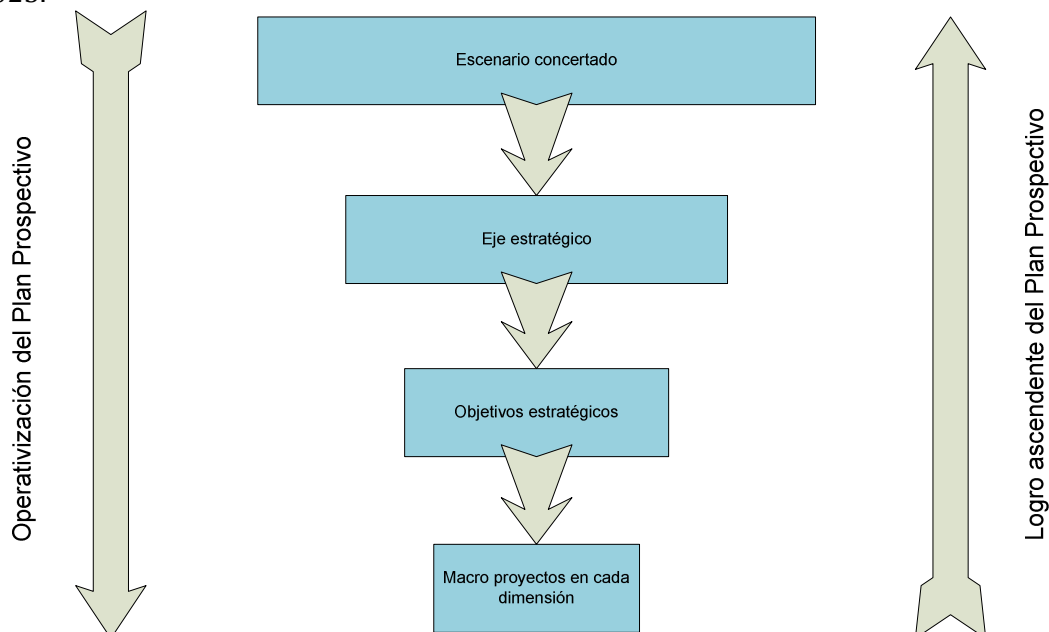 Escenario concertado
Eje estratégico
Objetivos estratégicos
Macro proyectos en cada
dimensión
Operativización del Plan Prospectivo
Logro ascendente del Plan Prospectivo